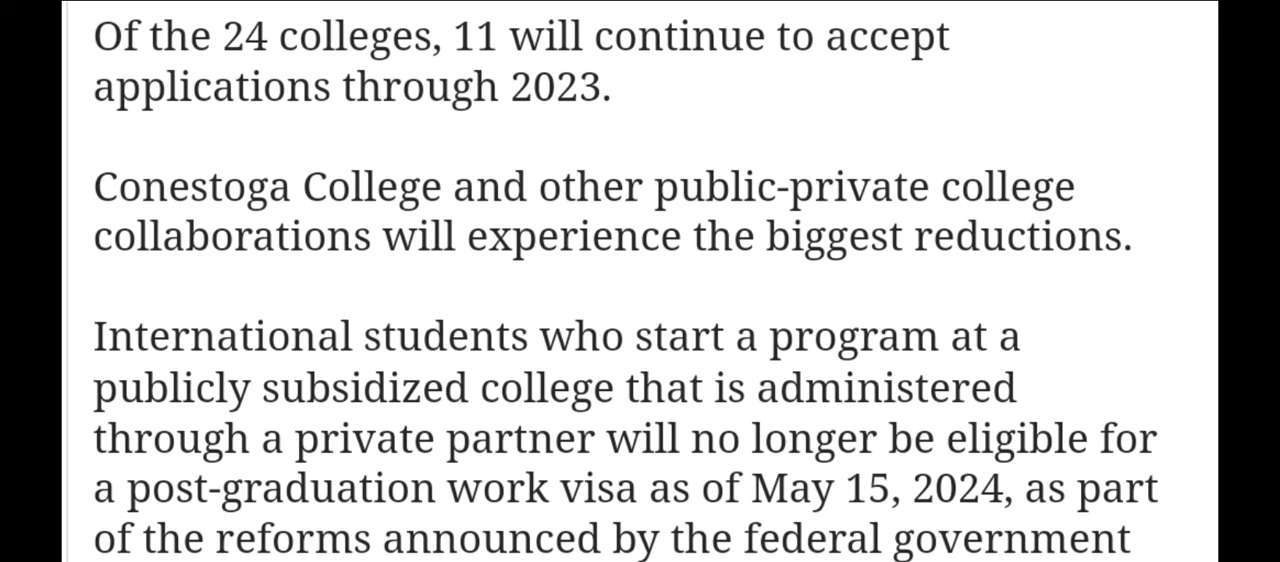 Of the 24 colleges, 11 will continue to accept
applications through 2023.
Conestoga College and other public-private college
collaborations will experience the biggest reductions.
International students who start a program at a
publicly subsidized college that is administered
through a private partner will no longer be eligible for
a post-graduation work visa as of May 15, 2024, as part
of the reforms announced by the federal government